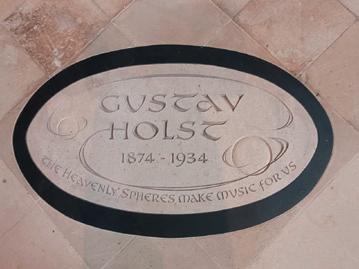 GUSTAV
HOLST
1874 - 1934
THE HEAVENLY SPHERES MAKE MUSIC FOR US